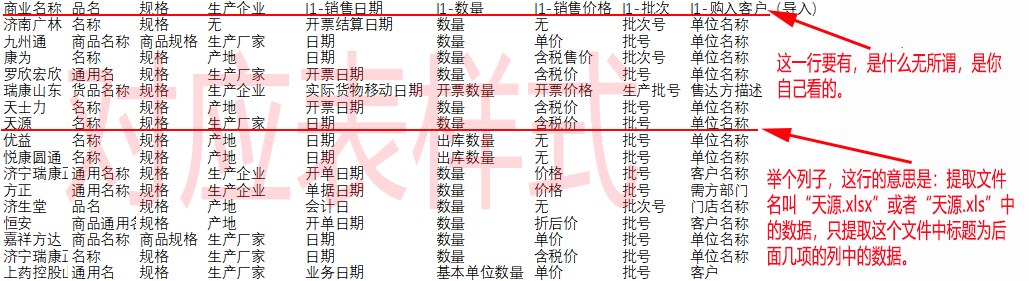 商业名称 品名 规格 生产企业 l1-销售日期 l1-数量 l1-销售价格 l1-批次 l1-购入客户（导入）
济南广林 名称 规格 无 开票结算日期 数量 无 批次号 单位名称
九州通 商品名称 商品规格 生产厂家 日期 数量 单价 批号 单位名称
康为 名称 规格 产地 日期 数量 含税售价 批次号 单位名称
罗欣宏欣 通用名 规格 生产厂家 开票日期 数量 含税价 批号 单位名称
瑞康山东 货品名称 规格 生产企业 实际货物移动日期 开票数量 开票价格 生产批号 售达方描述
天士力 名称 规格 产地 开票日期 数量 含税价 批号 单位名称
天源 名称 规格 生产厂家 日期 数量 含税价 批号 单位名称
优益 名称 规格 产地 日期 出库数量 无 批号 单位名称
悦康圆通 名称 规格 产地 日期 出库数量 无 批号 单位名称
济宁瑞康 名称 规格 生产企业 开单日期 数量 价格 批号 客户名称
方正 名称 规格 生产企业 单据日期 数量 价格 批号 需方部门
济生堂 品名 规格 产地 会计日 数量 无 批次号 门店名称
恒安 商品通用名 规格 产地 开单日期 数量 折后价 批号 客户名称
嘉祥方达 商品名称 商品规格 生产厂家 日期 数量 单价 批号 单位名称
济宁瑞康 名称 规格 生产厂家 日期 数量 含税价 批号 单位名称
上药控股 通用名 规格 生产厂家 业务日期 基本单位数量 单价 批号 客户
对应表样式
这一行要有，是什么无所谓，是你
自己看的。
举个列子，这行的意思是：提取文件
名叫“天源.xlsx”或者“天源.xls”中
的数据，只提取这个文件中标题为后
面几项的列中的数据。